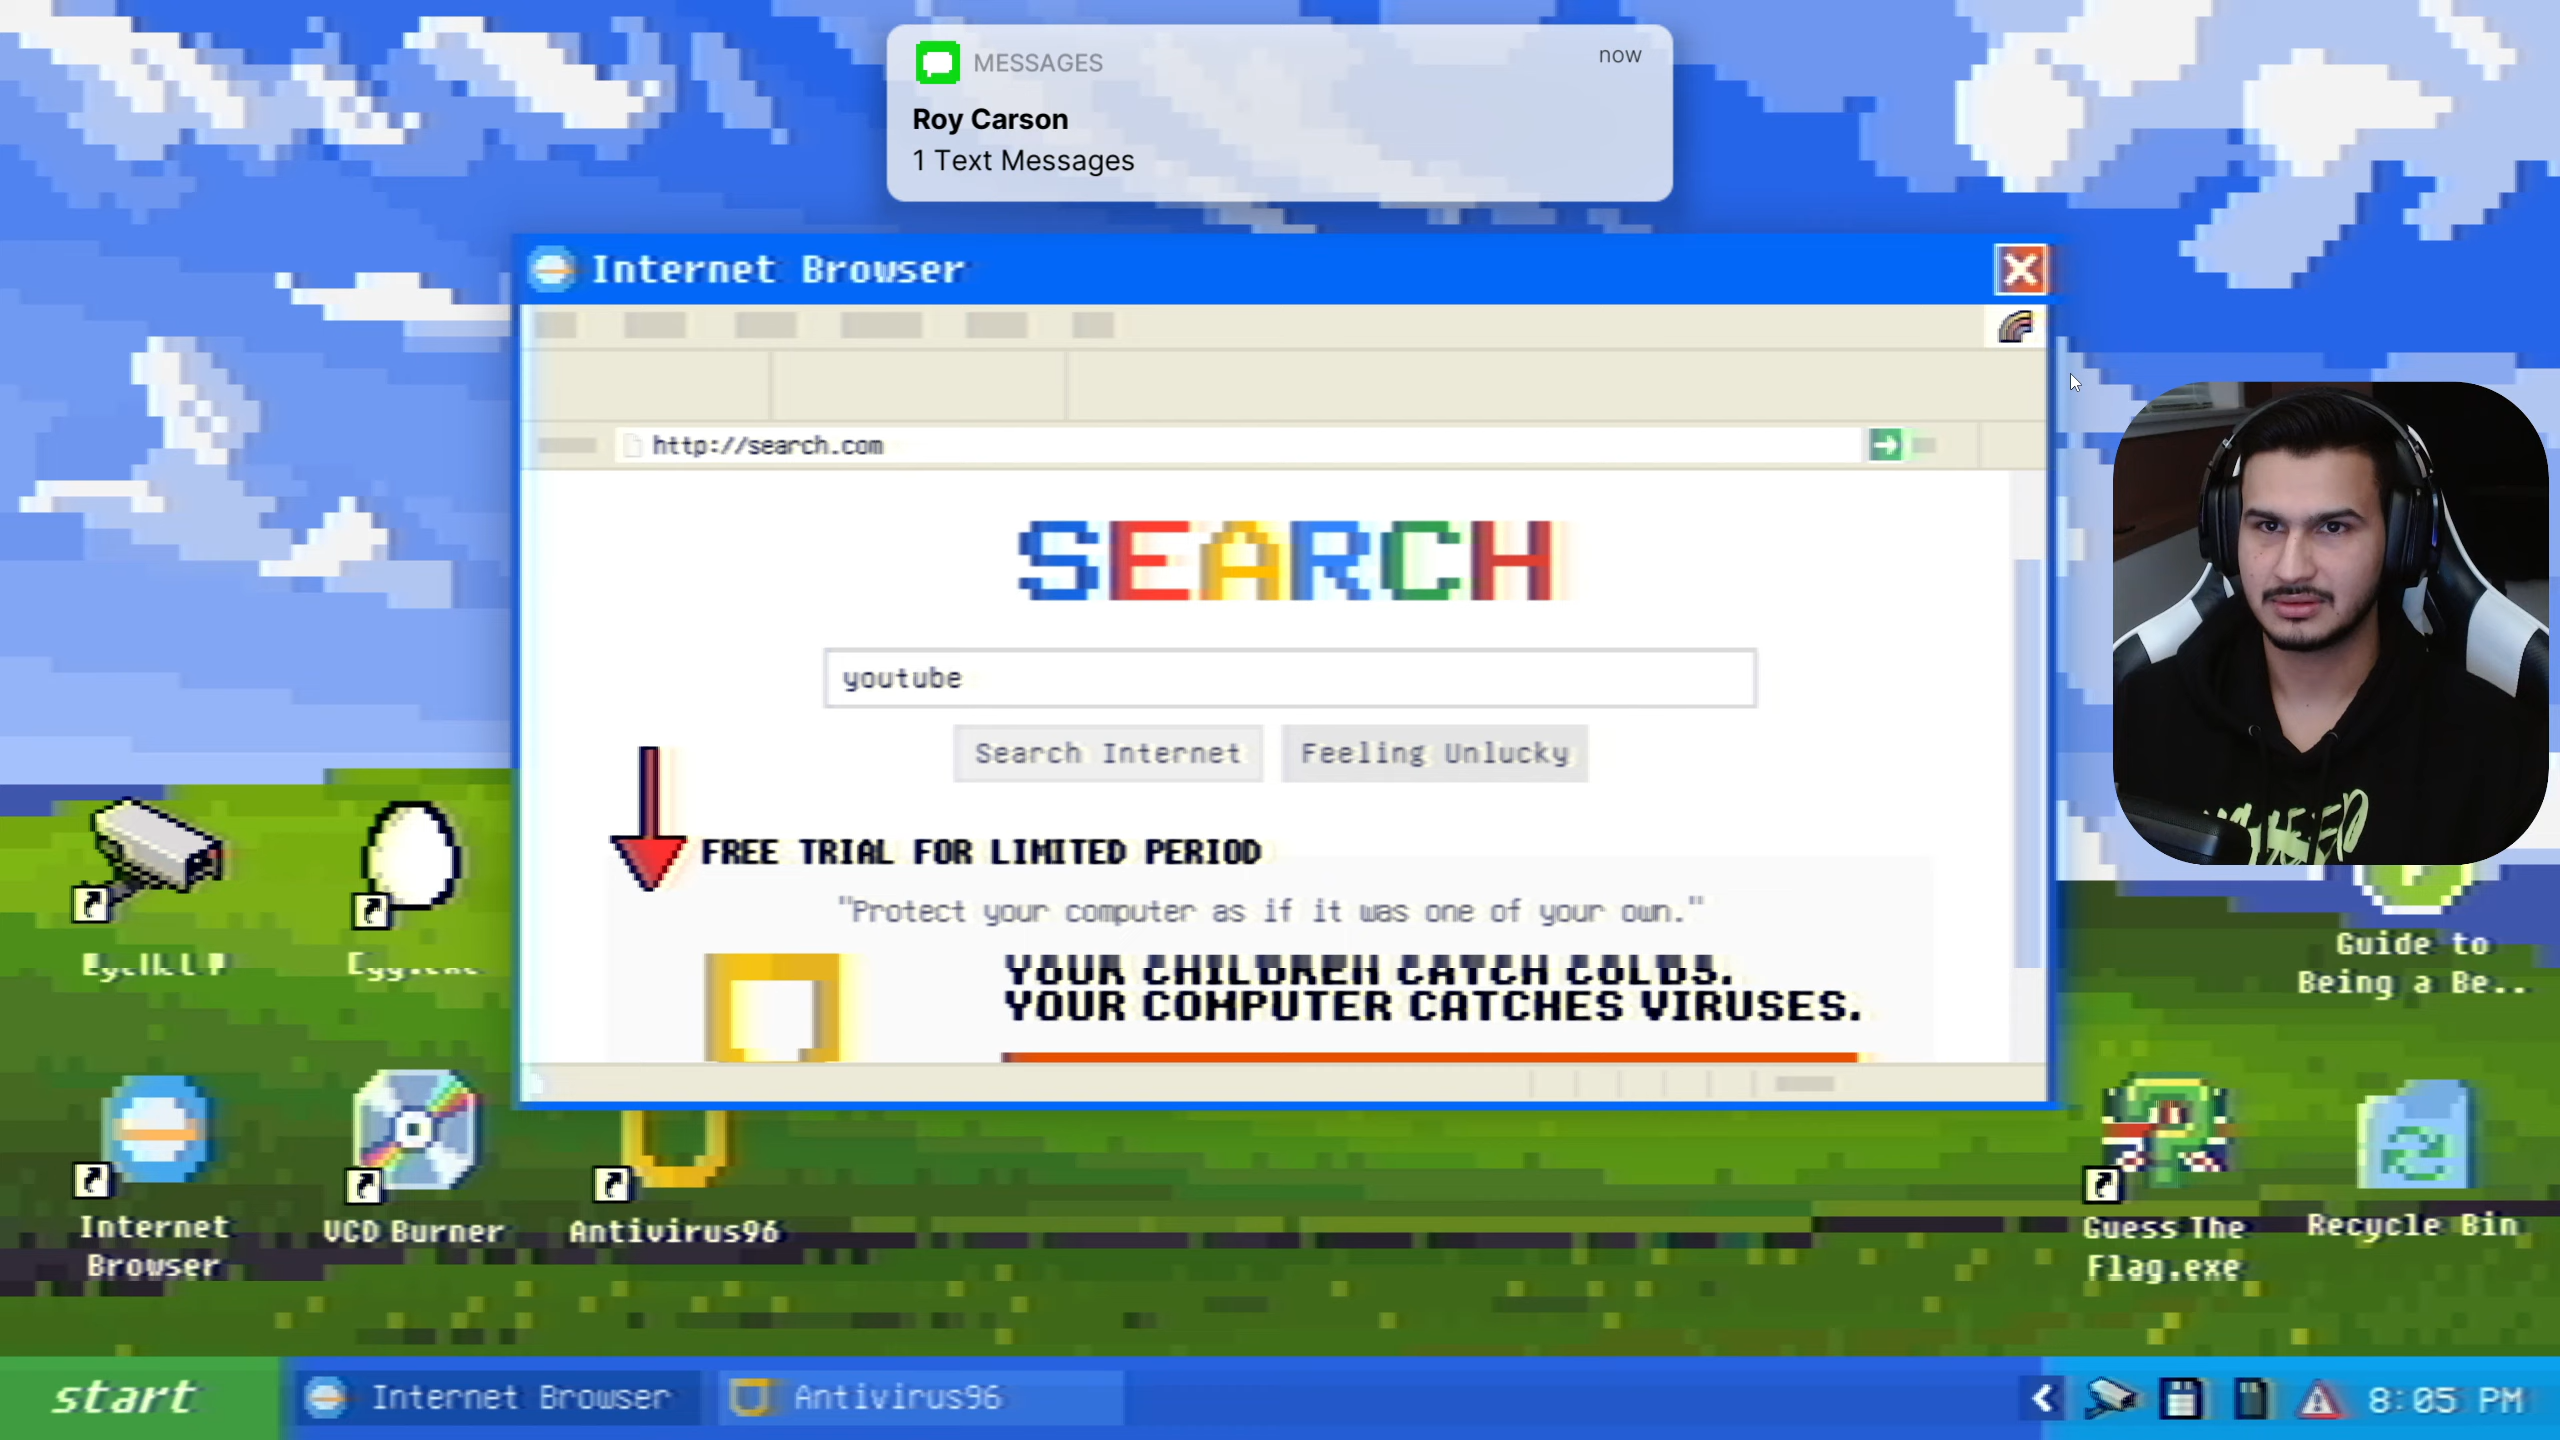 MESSAGES
now
Roy Carson
1 Text Messages
Internet Browser
http://search.com
SEARCH
youtube
Search Internet
Feeling Unlucky
FREE TRIAL FOR LIMITED PERIOD
"Protect your computer as if it was one of your own."
YOUR CHILDREN CATCH COLDS.
YOUR COMPUTER CATCHES VIRUSES.
Guide to
Being a Be..
Internet
Browser
VCD Burner
Antivirus96
Guess The
Flag.exe
Recycle Bin
start
Internet Browser
Antivirus96
8:05 PM